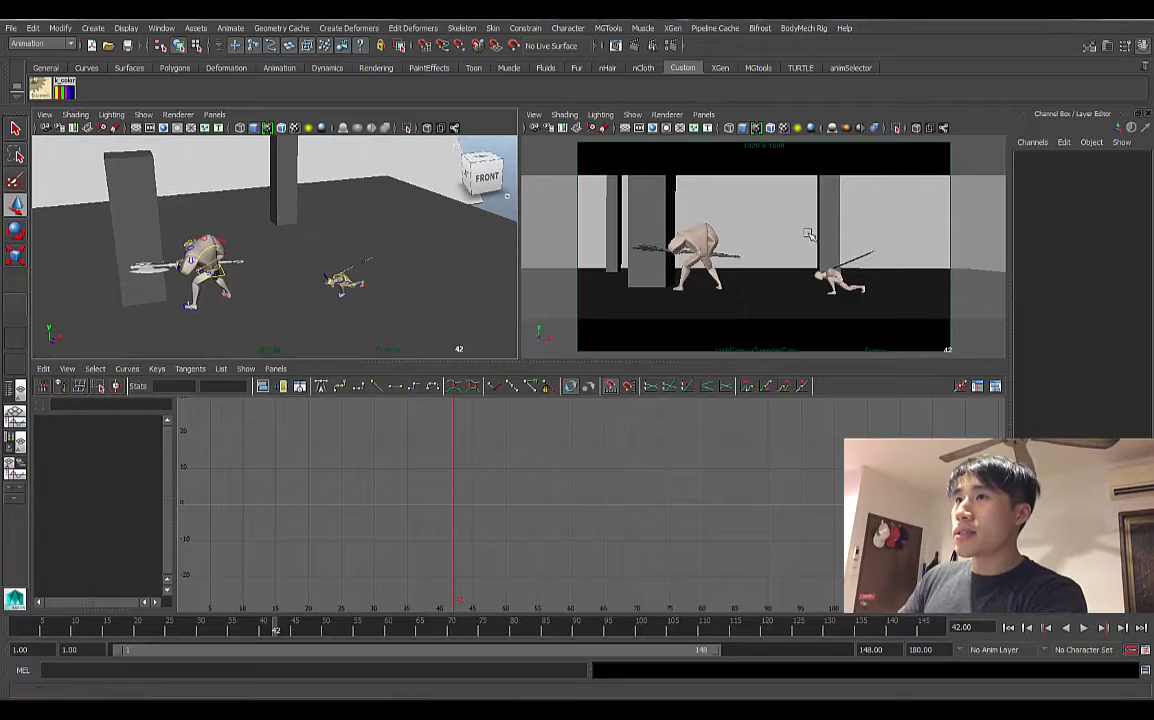 File Edit Modify Create Display Window Assets Animate Geometry Cache Create Deformers Edit Deformers Skeleton Skin Constrain Character MGTools Muscle XGen Pipeline Cache Bifrost BodyMech Rig Help
Animation No Live Surface
General Curves Surfaces Polygons Deformation Animation Dynamics Rendering PaintEffects Toon Muscle Fluids Fur nHair nCloth Custom XGen MGtools TURTLE animSelector
k_color
View Shading Lighting Show Renderer Panels
View Shading Lighting Show Renderer Panels
Channel Box / Layer Editor
Channels Edit Object Show
FRONT
42
42
Edit View Select Curves Keys Tangents List Show Panels
Stats
20
10
0
-10
-20
5 10 15 20 25 30 35 40 45 50 55 60 65 70 75 80 85 90 95 100
5 10 15 20 25 30 35 40 42 45 50 55 60 65 70 75 80 85 90 95 100 105 110 115 120 125 130 135 140 145
42.00
1.00 1.00 1 148 148.00 180.00 No Anim Layer No Character Set
MEL